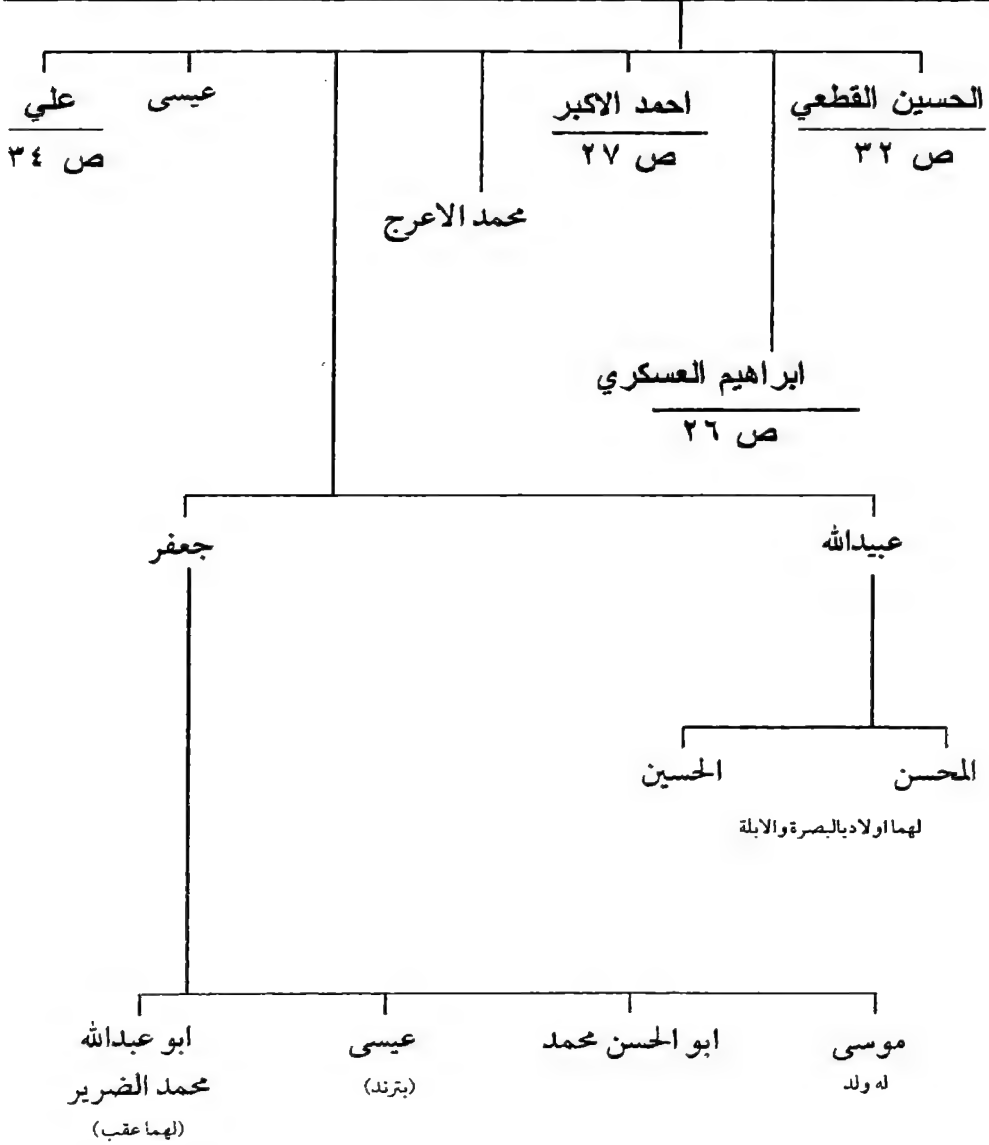 الحسين القطعي
ص ٣٢
احمد الاكبر
ص ٢٧
عيسى
علي
ص ٣٤
محمد الاعرج
ابراهيم العسكري
ص ٢٦
عبيدالله
جعفر
المحسن
الحسين
لهما اولاد بالبصرة والابلة
موسى
له ولد
ابو الحسن محمد
عيسى
(بترند)
ابو عبدالله
محمد الضرير
(لهما عقب)